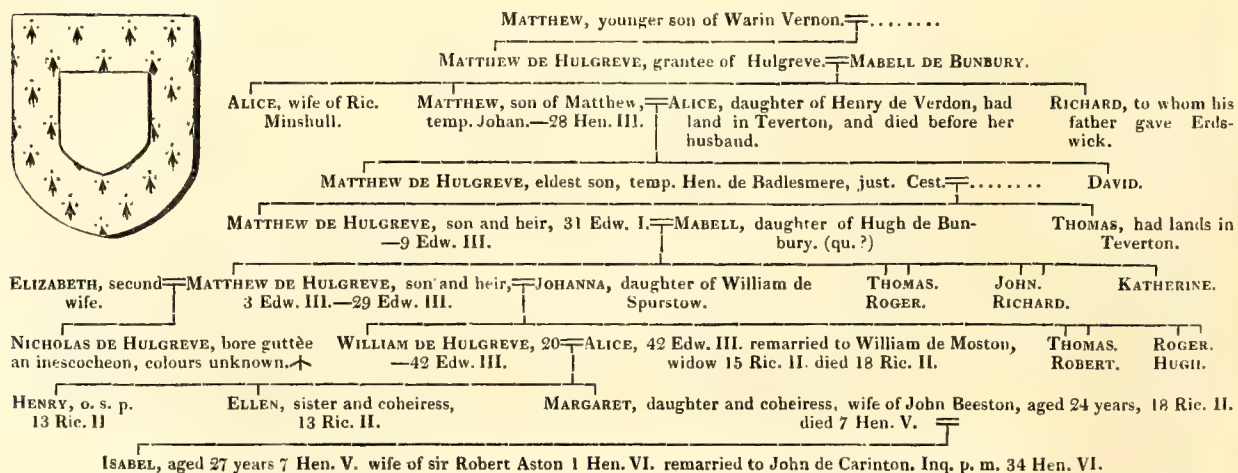 MATTHEW, younger son of Warin Vernon.=........
MATTHEW DE HULGREVE, grantee of Hulgreve.=MABELL DE BUNBURY.
ALICE, wife of Ric. Minshull.
MATTHEW, son of Matthew,=ALICE, daughter of Henry de Verdon, had
temp. Johan.—28 Hen. III. land in Teverton, and died before her
husband.
RICHARD, to whom his
father gave Erds-
wick.
MATTHEW DE HULGREVE, eldest son, temp. Hen. de Badlesmere, just. Cest.=........ DAVID.
MATTHEW DE HULGREVE, son and heir, 31 Edw. I.=MABELL, daughter of Hugh de Bun-
—9 Edw. III. bury. (qu.?)
THOMAS, had lands in
Teverton.
ELIZABETH, second=MATTHEW DE HULGREVE, son and heir,=JOHANNA, daughter of William de THOMAS. JOHN. KATHERINE.
wife. 3 Edw. III.—29 Edw. III. Spurstow. ROGER. RICHARD.
NICHOLAS DE HULGREVE, bore guttèe WILLIAM DE HULGREVE, 20=ALICE, 42 Edw. III. remarried to William de Moston, THOMAS. ROGER.
an inescocheon, colours unknown. —42 Edw. III. widow 15 Ric. II. died 18 Ric. II. ROBERT. HUGH.
HENRY, o. s. p. ELLEN, sister and coheiress, MARGARET, daughter and coheiress, wife of John Beeston, aged 24 years, 18 Ric. II.
13 Ric. II 13 Ric. II. died 7 Hen. V. =
ISABEL, aged 27 years 7 Hen. V. wife of sir Robert Aston 1 Hen. VI. remarried to John de Carinton. Inq. p. m. 34 Hen. VI.